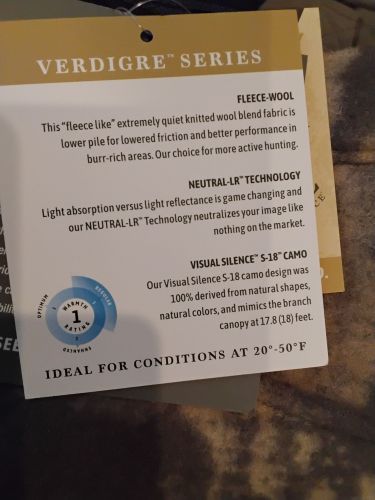 VERDIGRE™ SERIES
FLEECE-WOOL
This “fleece like” extremely quiet knitted wool blend fabric is
lower pile for lowered friction and better performance in
burr-rich areas. Our choice for more active hunting.
NEUTRAL-LR™ TECHNOLOGY
Light absorption versus light reflectance is game changing and
our NEUTRAL-LR™ Technology neutralizes your image like
nothing on the market.
VISUAL SILENCE™ S-18™ CAMO
Our Visual Silence S-18 camo design was
100% derived from natural shapes,
natural colors, and mimics the branch
canopy at 17.8 (18) feet.
OPTIMUM
REGULAR
ENHANCED
WARMTH
1
RATING
IDEAL FOR CONDITIONS AT 20°-50°F